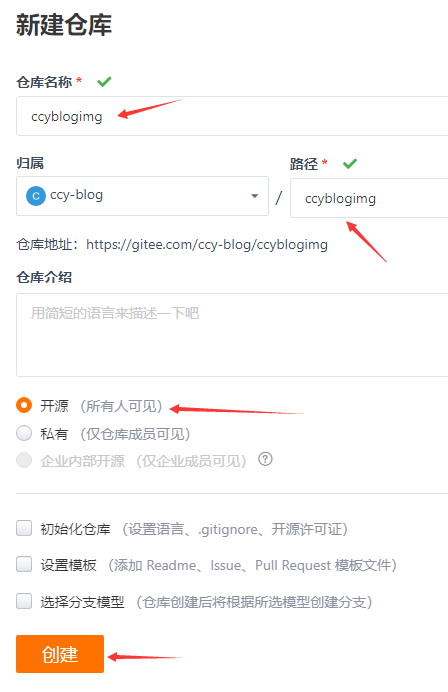 新建仓库
仓库名称 *
ccyblogimg
归属 路径 *
C ccy-blog / ccyblogimg
仓库地址：https://gitee.com/ccy-blog/ccyblogimg
仓库介绍
用简短的语言来描述一下吧
开源 （所有人可见）
私有 （仅仓库成员可见）
企业内部开源 （仅企业成员可见） ?
初始化仓库 （设置语言、.gitignore、开源许可证）
设置模板 （添加 Readme、Issue、Pull Request 模板文件）
选择分支模型 （仓库创建后将根据所选模型创建分支）
创建